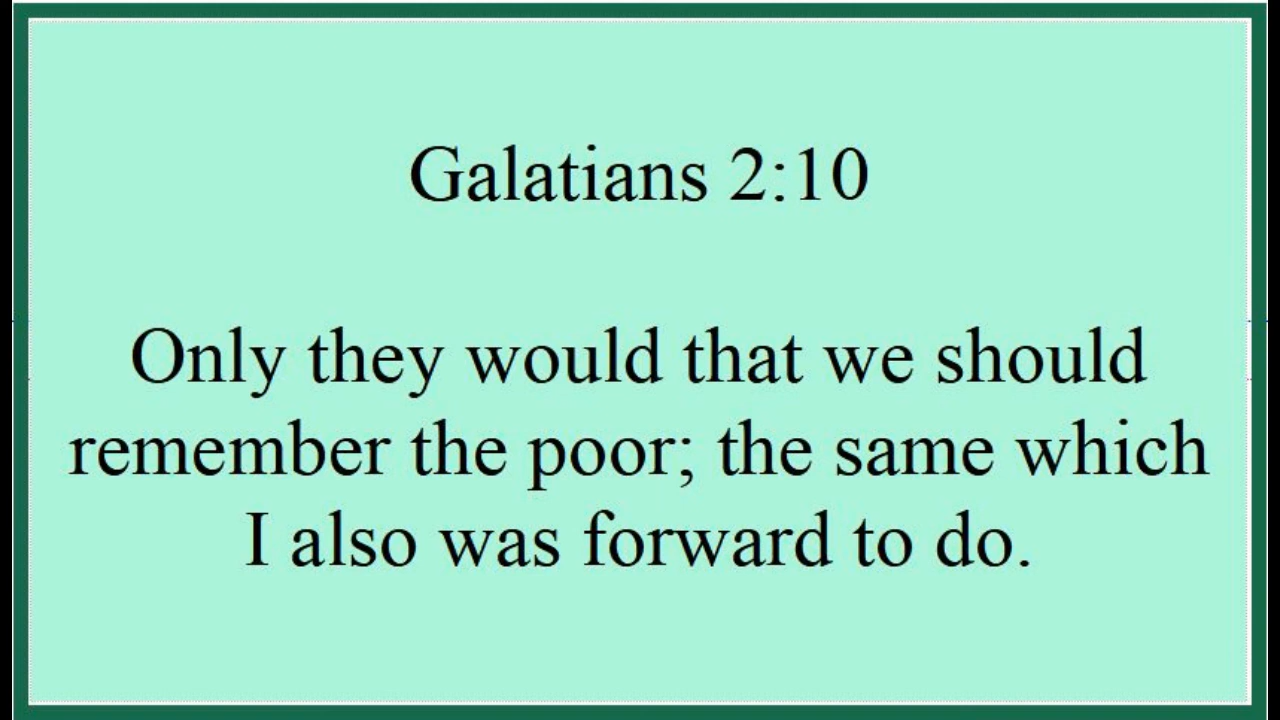 Galatians 2:10
Only they would that we should
remember the poor; the same which
I also was forward to do.